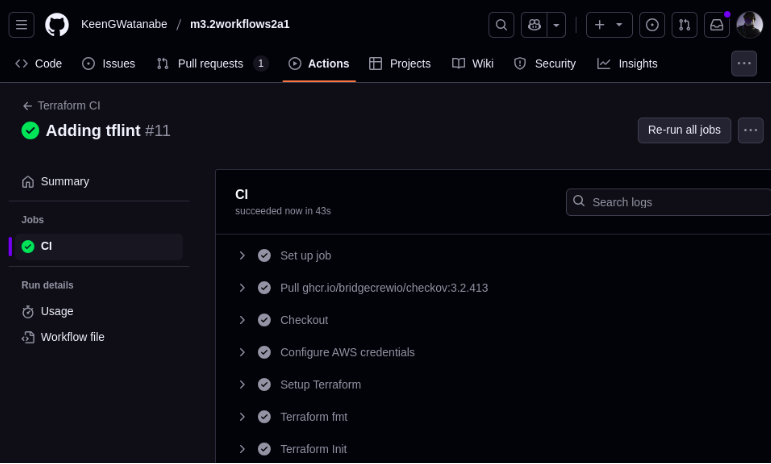 KeenGWatanabe / m3.2workflows2a1
Code Issues Pull requests 1 Actions Projects Wiki Security Insights
Terraform CI
Adding tflint #11
Re-run all jobs
Summary
Jobs
CI
Run details
Usage
Workflow file
CI
succeeded now in 43s
Search logs
Set up job
Pull ghcr.io/bridgecrewio/checkov:3.2.413
Checkout
Configure AWS credentials
Setup Terraform
Terraform fmt
Terraform Init